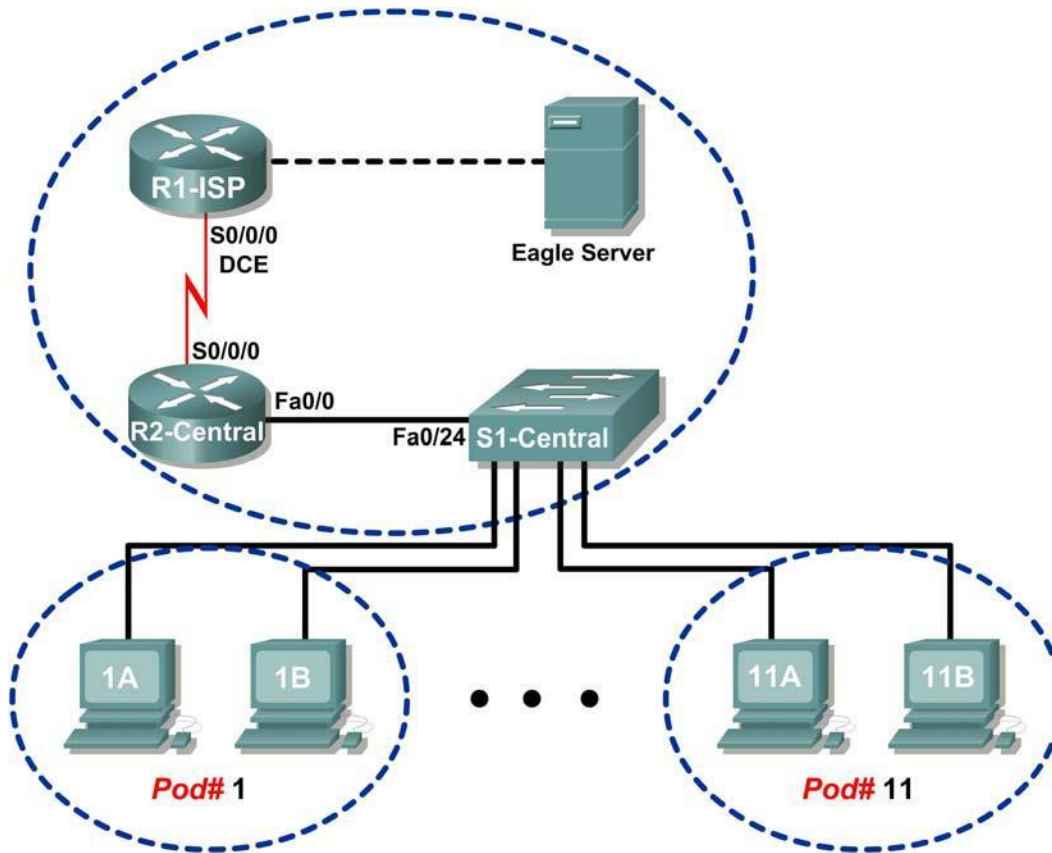 R1-ISP
S0/0/0
DCE
Eagle Server
S0/0/0
R2-Central
Fa0/0
Fa0/24
S1-Central
1A
1B
11A
11B
Pod# 1
Pod# 11